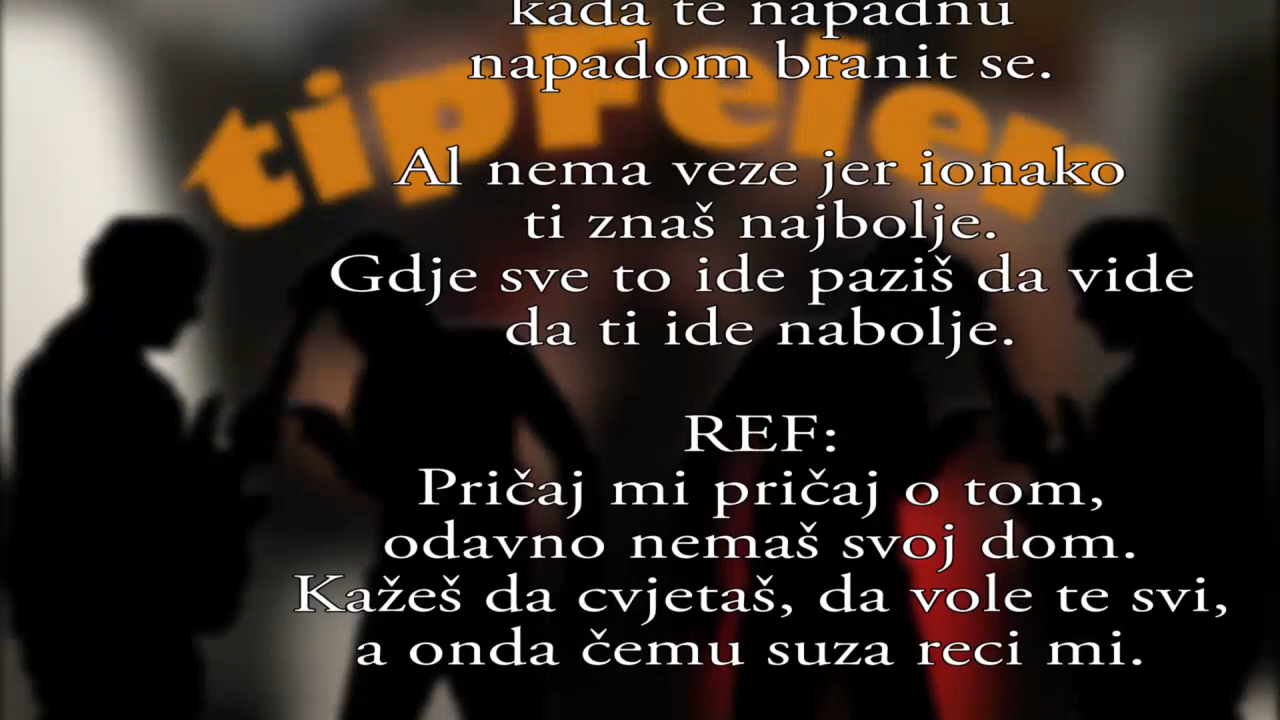 kada te napadnu
napadom branit se.
tipFeler
Al nema veze jer ionako
ti znaš najbolje.
Gdje sve to ide paziš da vide
da ti ide nabolje.
REF:
Pričaj mi pričaj o tom,
odavno nemaš svoj dom.
Kažeš da cvjetaš, da vole te svi,
a onda čemu suza reci mi.